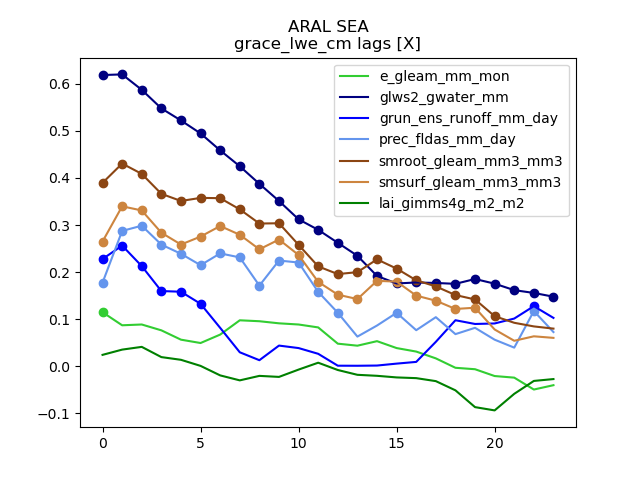 ARAL SEA
grace_lwe_cm lags [X]
e_gleam_mm_mon
glws2_gwater_mm
grun_ens_runoff_mm_day
prec_fldas_mm_day
smroot_gleam_mm3_mm3
smsurf_gleam_mm3_mm3
lai_gimms4g_m2_m2
0.6
0.5
0.4
0.3
0.2
0.1
0.0
−0.1
0 5 10 15 20